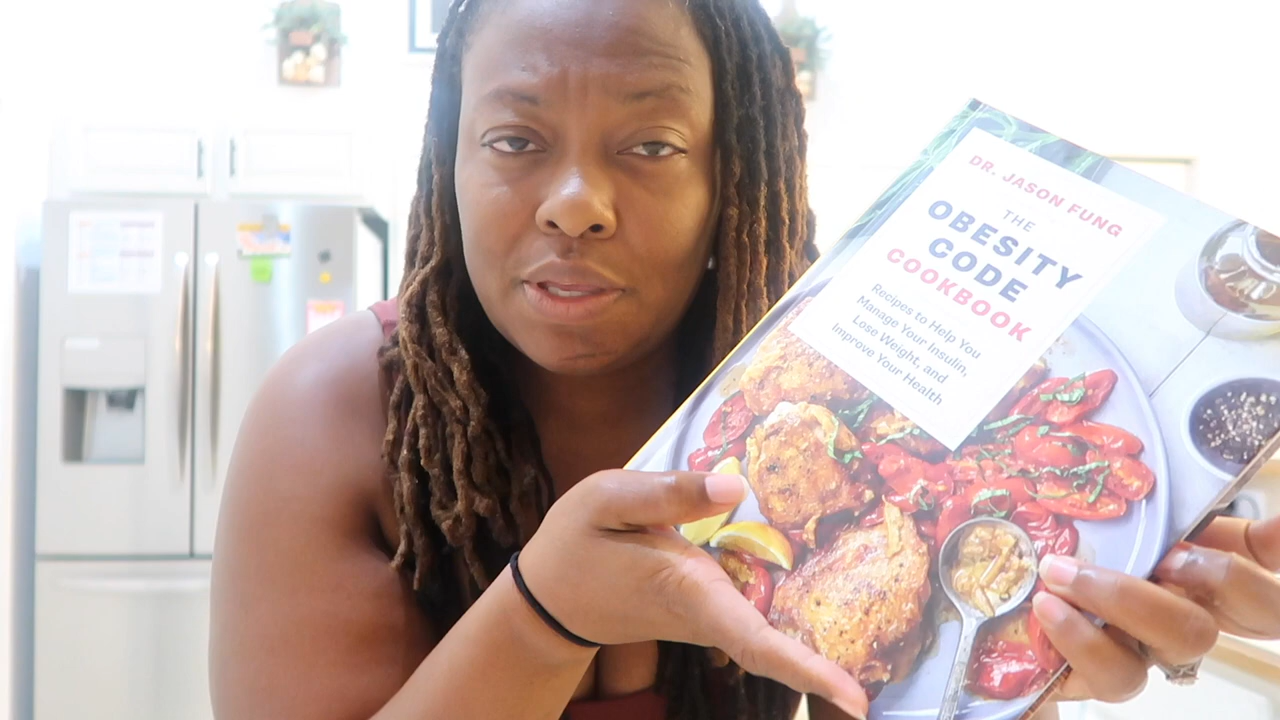 DR. JASON FUNG
THE
OBESITY
CODE
COOKBOOK
Recipes to Help You
Manage Your Insulin,
Lose Weight, and
Improve Your Health